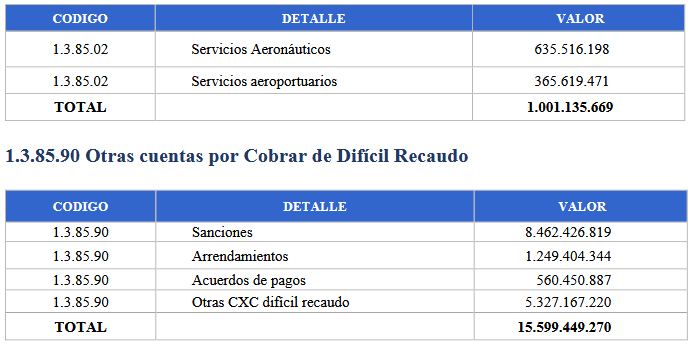 CODIGO DETALLE VALOR
1.3.85.02 Servicios Aeronáuticos 635.516.198
1.3.85.02 Servicios aeroportuarios 365.619.471
TOTAL 1.001.135.669
1.3.85.90 Otras cuentas por Cobrar de Difícil Recaudo
CODIGO DETALLE VALOR
1.3.85.90 Sanciones 8.462.426.819
1.3.85.90 Arrendamientos 1.249.404.344
1.3.85.90 Acuerdos de pagos 560.450.887
1.3.85.90 Otras CXC difícil recaudo 5.327.167.220
TOTAL 15.599.449.270